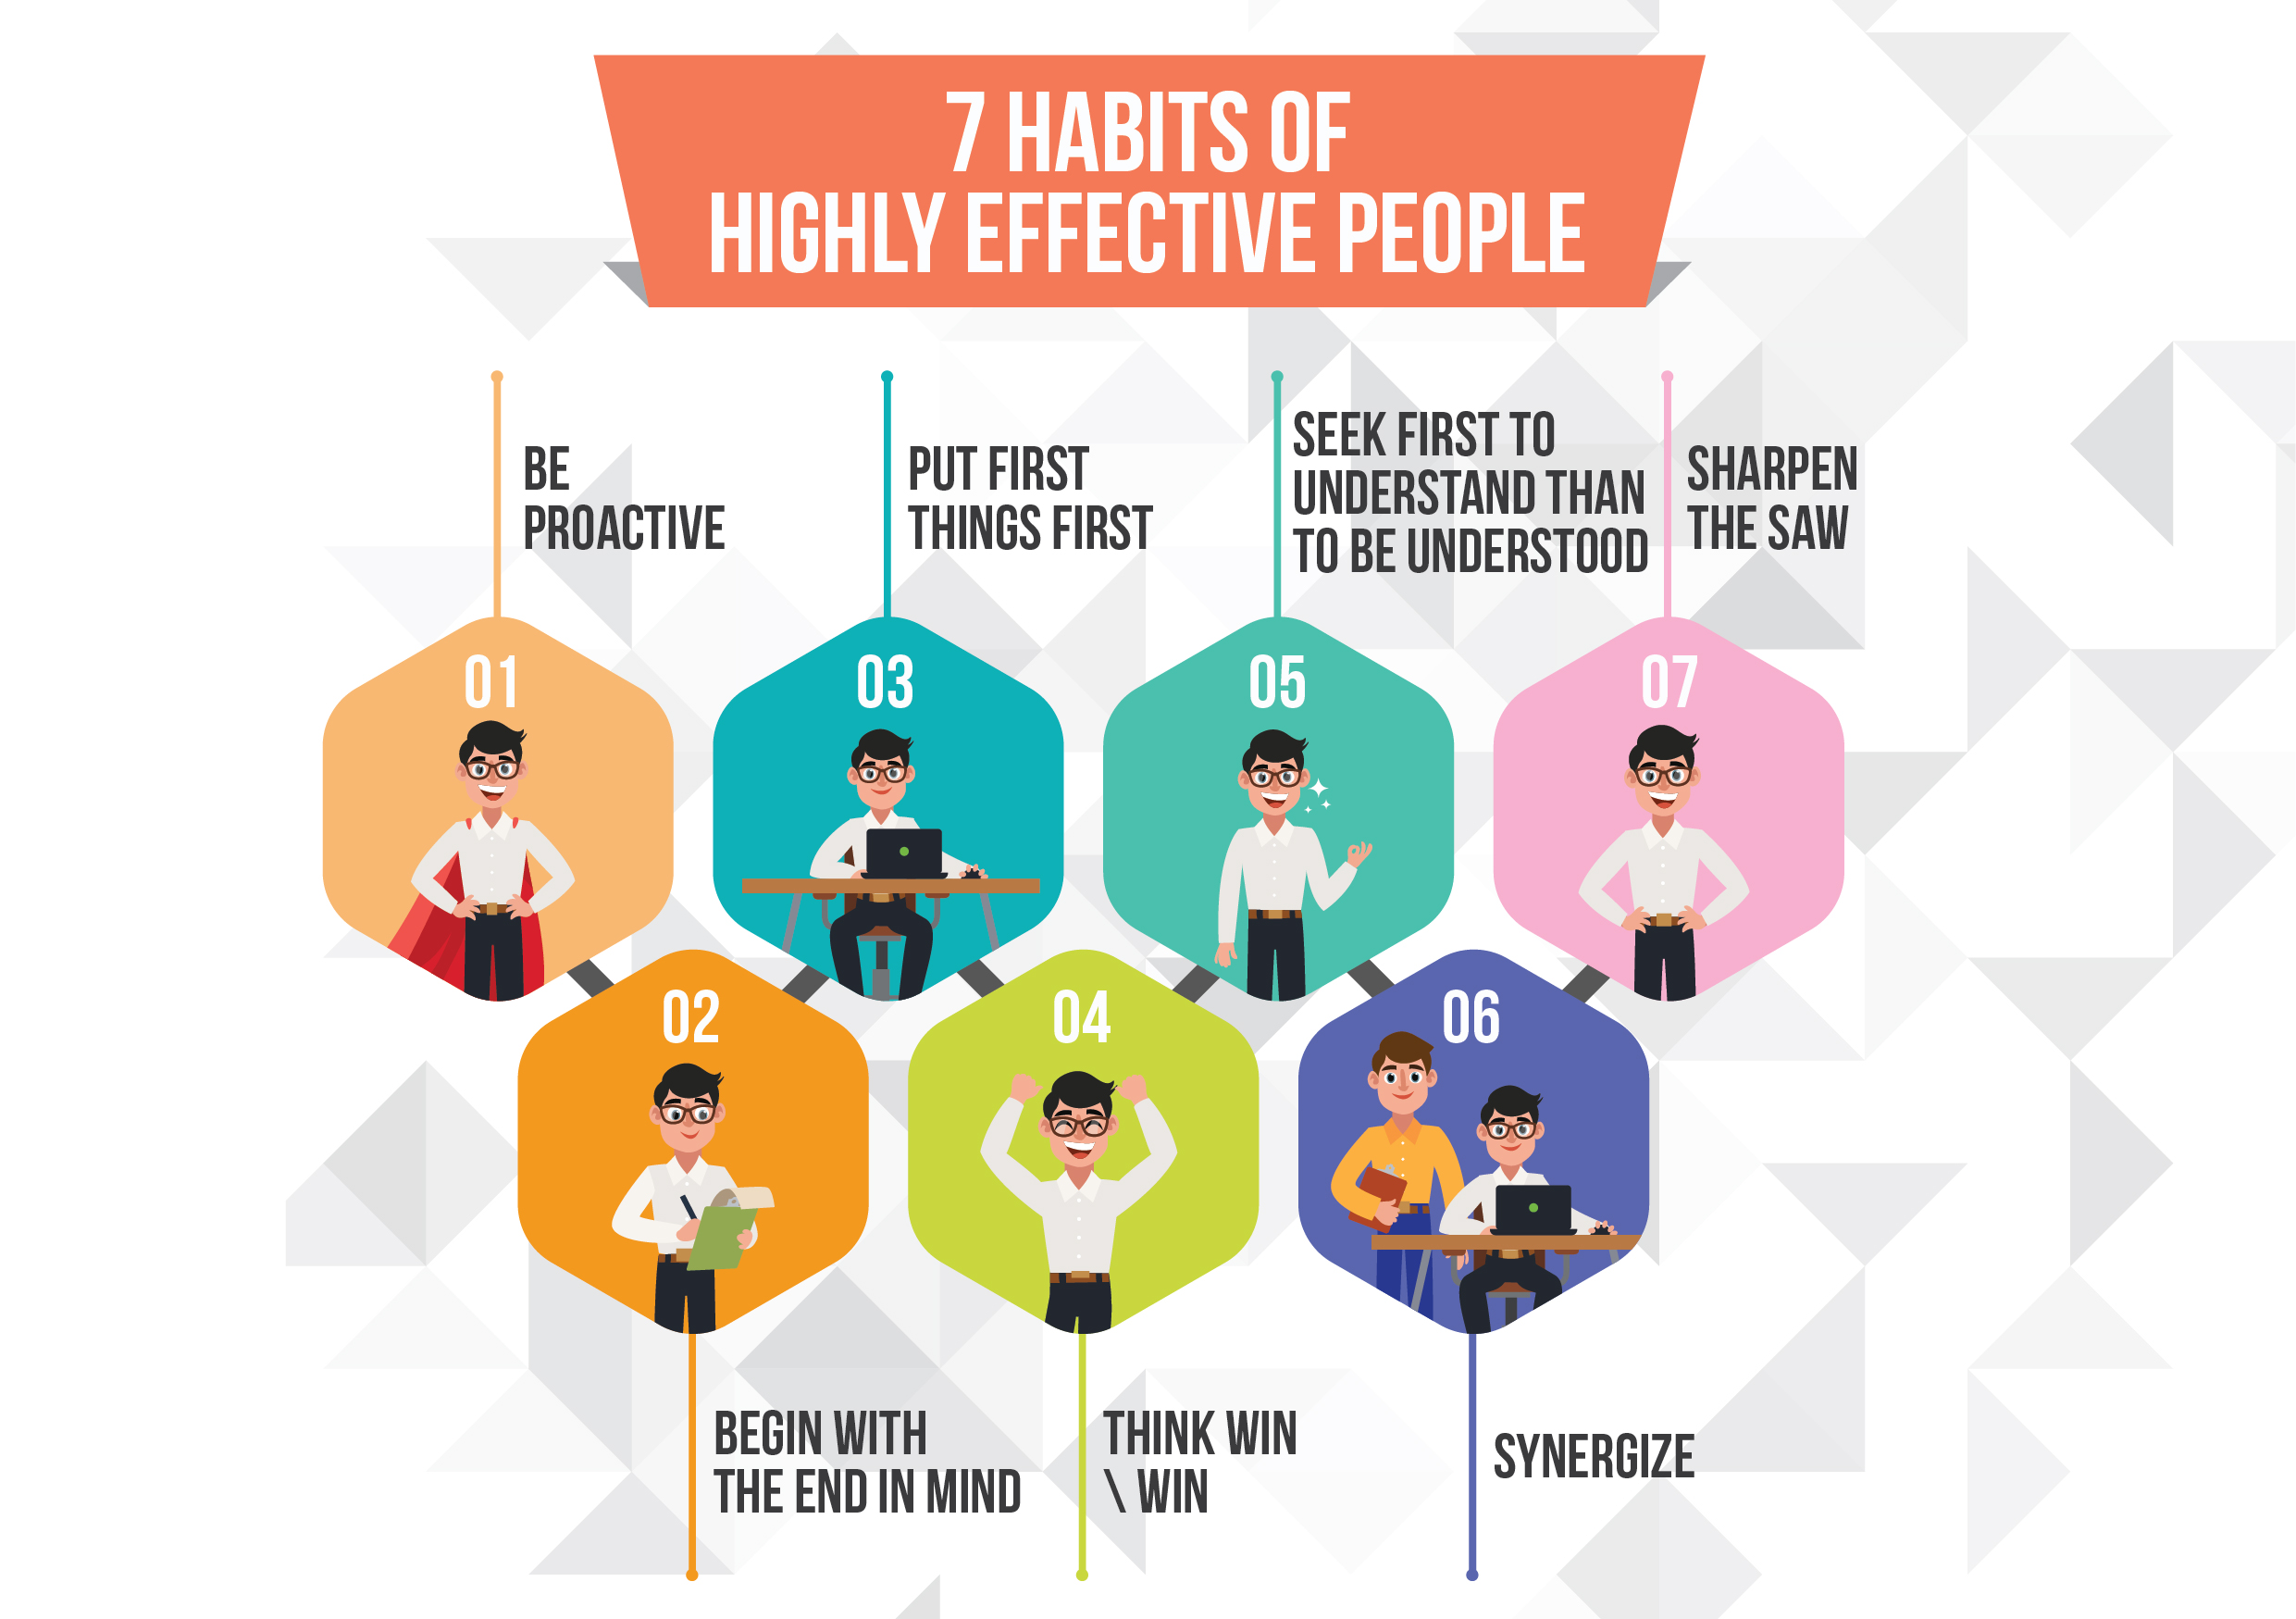 7 HABITS OF
HIGHLY EFFECTIVE PEOPLE
BE
PROACTIVE
PUT FIRST
THINGS FIRST
SEEK FIRST TO
UNDERSTAND THAN
TO BE UNDERSTOOD
SHARPEN
THE SAW
01
03
05
07
02
04
06
BEGIN WITH
THE END IN MIND
THINK WIN
\ WIN
SYNERGIZE